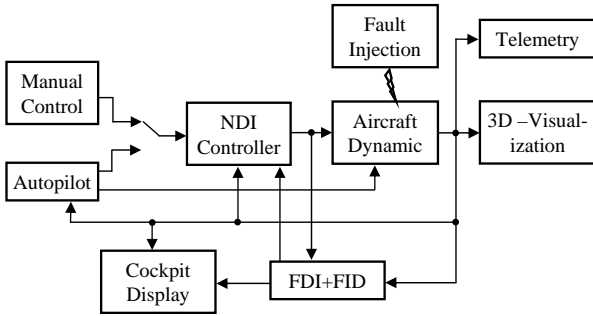 Fault
Injection
Telemetry
Manual
Control
NDI
Controller
Aircraft
Dynamic
3D –Visual-
ization
Autopilot
Cockpit
Display
FDI+FID